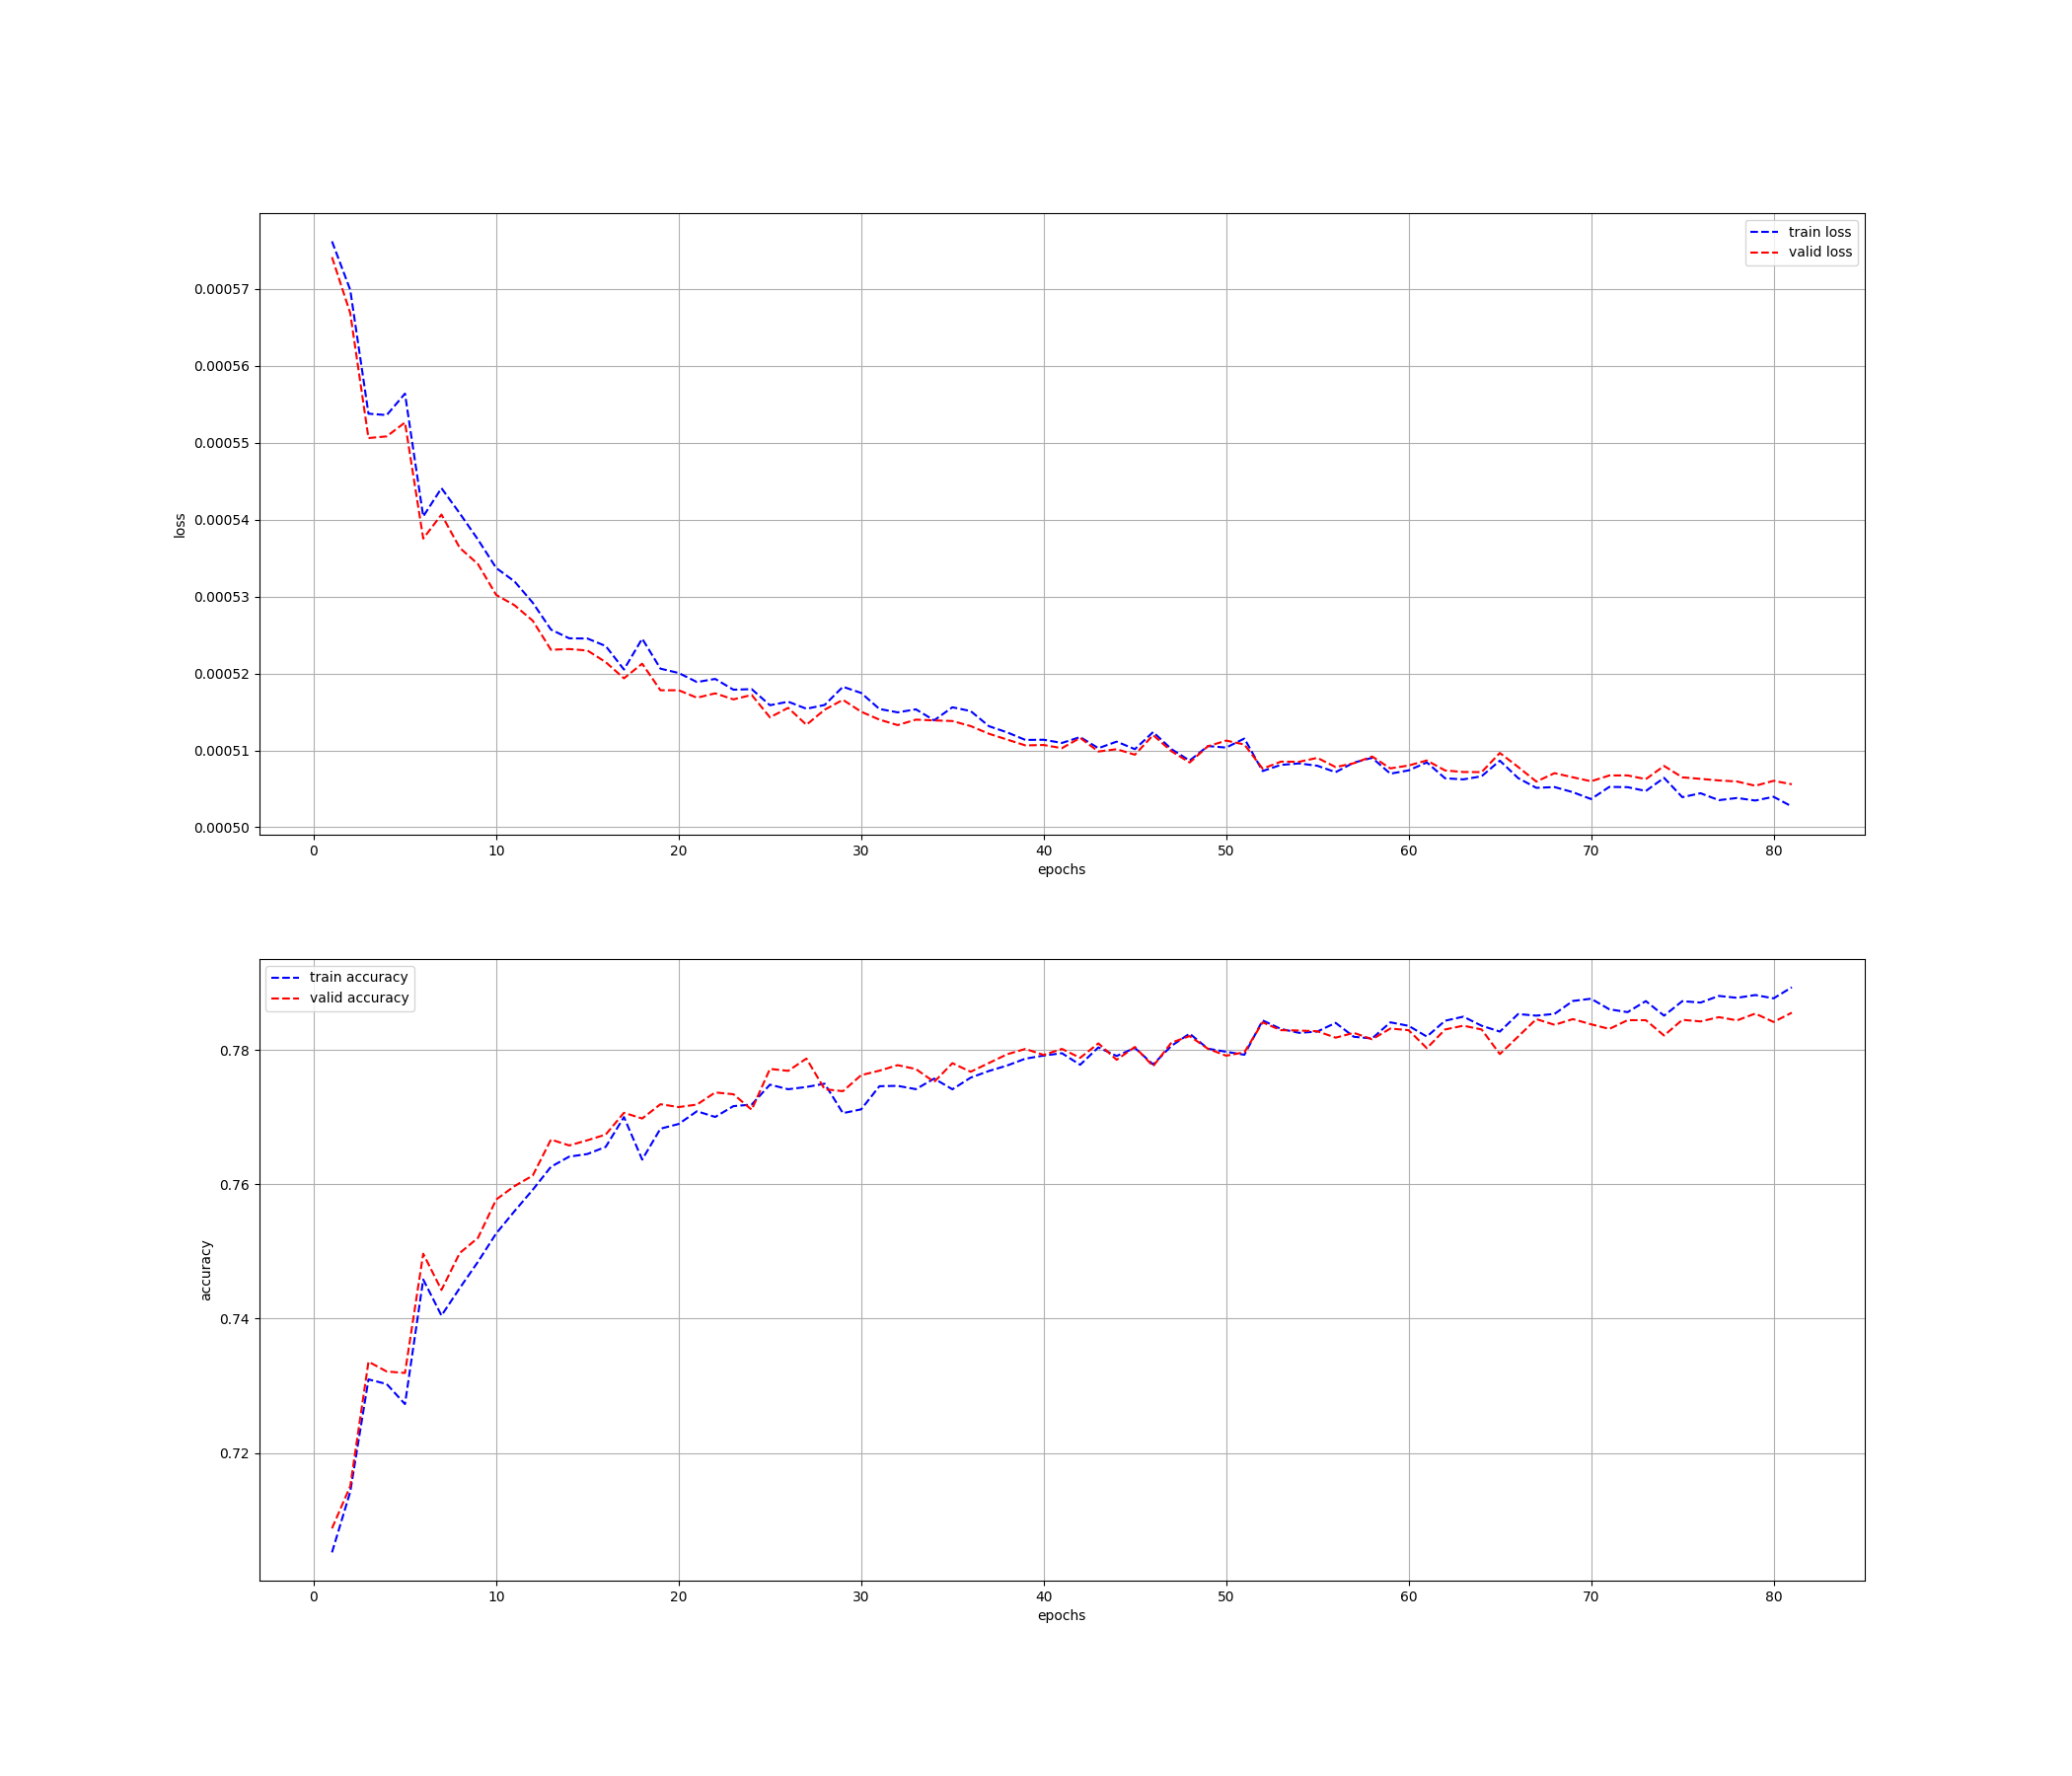 train loss
valid loss
0.00057
0.00056
0.00055
0.00054
0.00053
0.00052
0.00051
0.00050
loss
0 10 20 30 40 50 60 70 80
epochs
train accuracy
valid accuracy
0.78
0.76
0.74
0.72
accuracy
0 10 20 30 40 50 60 70 80
epochs